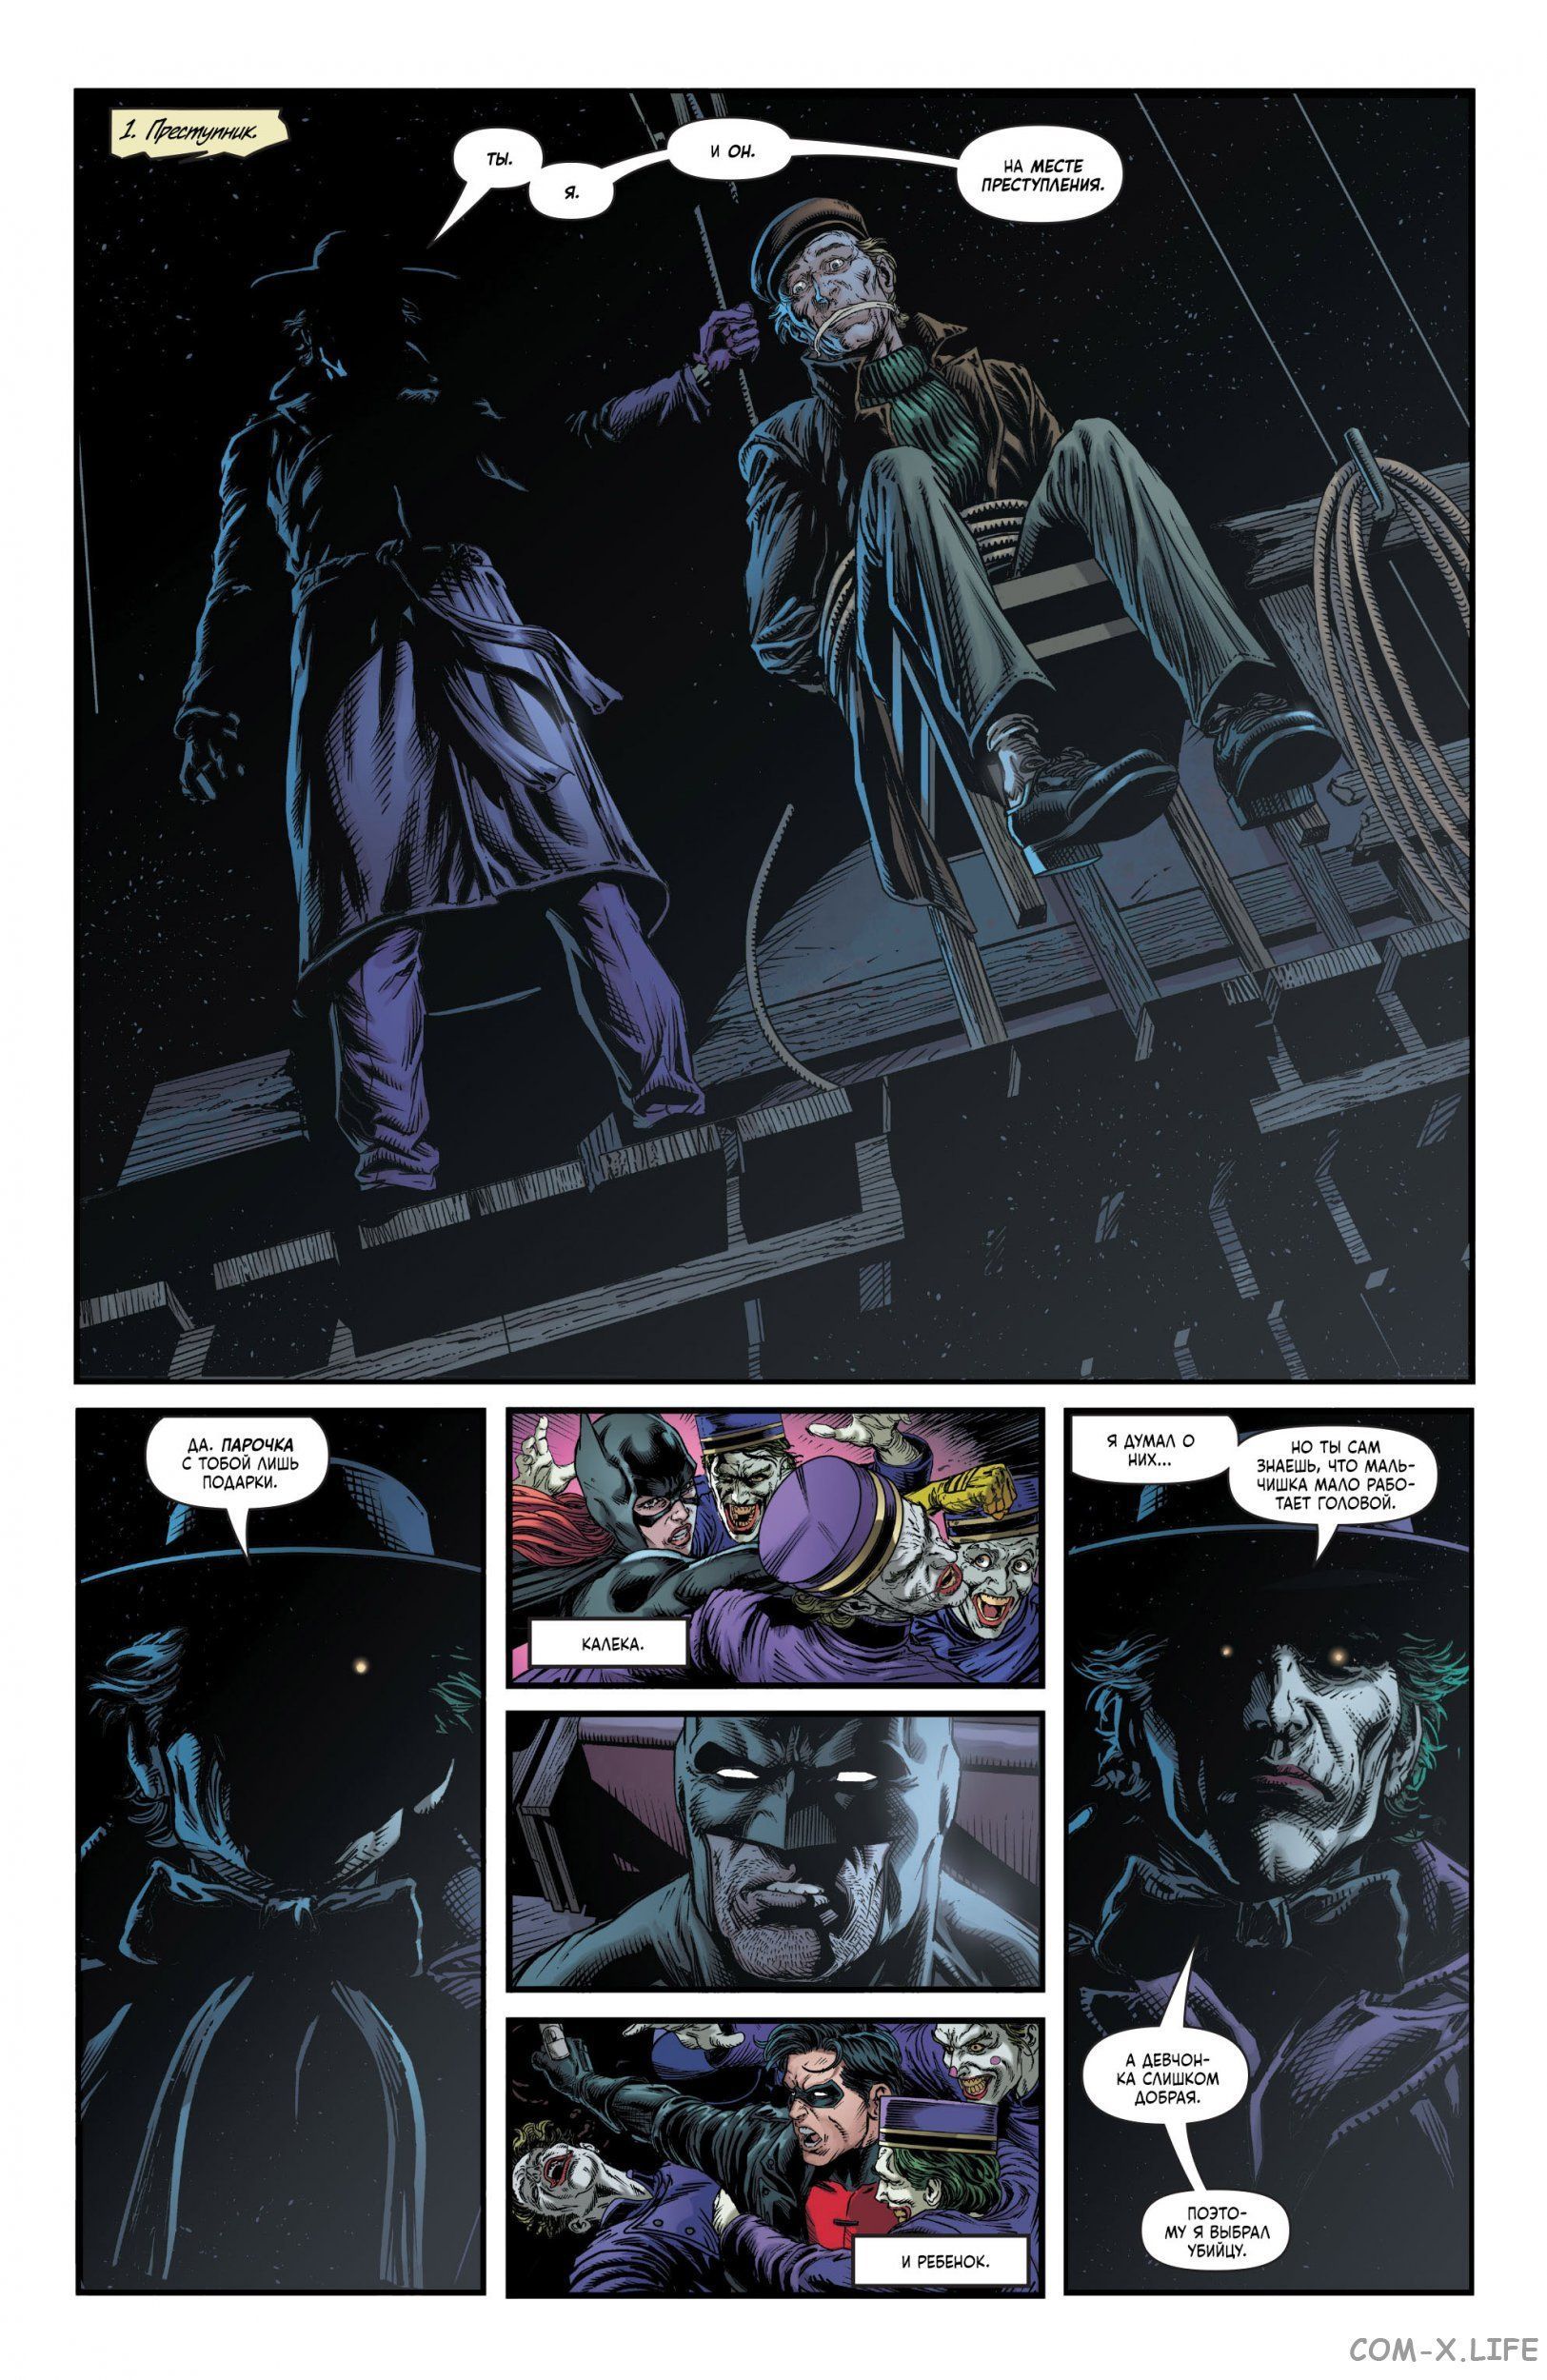 1. Преступник.
ТЫ.
Я.
И ОН.
НА МЕСТЕ
ПРЕСТУПЛЕНИЯ.
ДА. ПАРОЧКА
С ТОБОЙ ЛИШЬ
ПОДАРКИ.
КАЛЕКА.
И РЕБЕНОК.
Я ДУМАЛ О
НИХ...
НО ТЫ САМ
ЗНАЕШЬ, ЧТО МАЛЬ-
ЧИШКА МАЛО РАБО-
ТАЕТ ГОЛОВОЙ.
А ДЕВЧОН-
КА СЛИШКОМ
ДОБРАЯ.
ПОЭТО-
МУ Я ВЫБРАЛ
УБИЙЦУ.
COM-X.LIFE